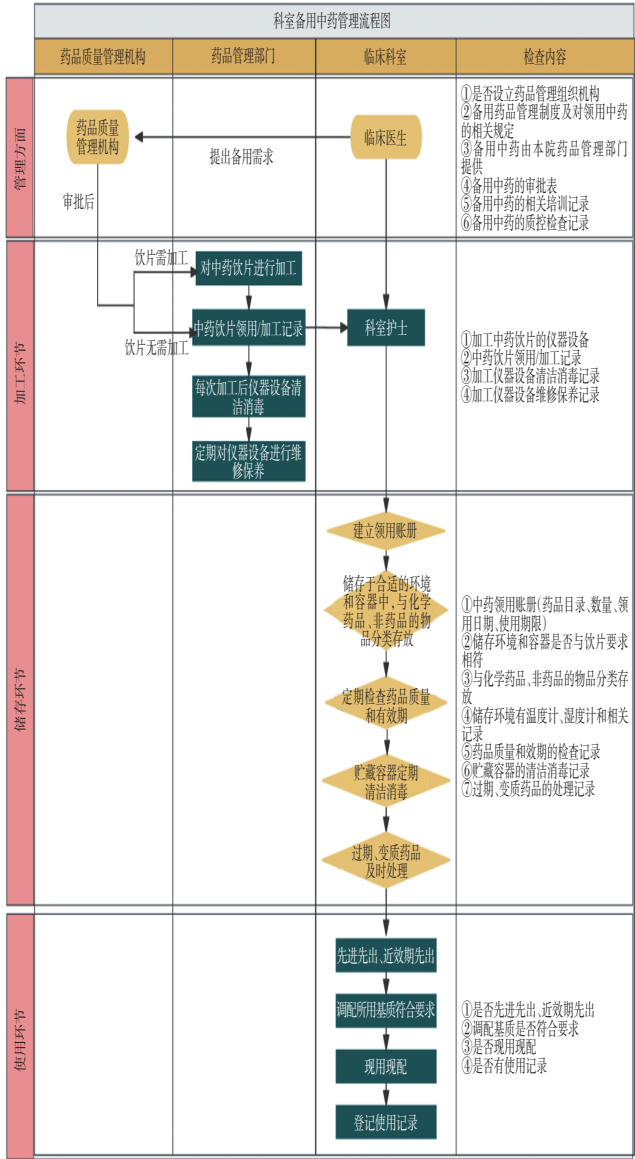 科室备用中药管理流程图
药品质量管理机构
药品管理部门
临床科室
检查内容
管理方面
药品质量
管理机构
临床医生
提出备用需求
审批后
①是否设立药品管理组织机构
②备用药品管理制度及对领用中药
的相关规定
③备用中药由本院药品管理部门
提供
④备用中药的审批表
⑤备用中药的相关培训记录
⑥备用中药的质控检查记录
加工环节
饮片需加工
饮片无需加工
对中药饮片进行加工
中药饮片领用/加工记录
每次加工后仪器设备清
洁消毒
定期对仪器设备进行维
修保养
科室护士
①加工中药饮片的仪器设备
②中药饮片领用/加工记录
③加工仪器设备清洁消毒记录
④加工仪器设备维修保养记录
储存环节
建立领用账册
储存于合适的环境
和容器中,与化学
药品、非药品的物
品分类存放
定期检查药品质量
和有效期
贮藏容器定期
清洁消毒
过期、变质药品
及时处理
①中药领用账册(药品目录、数量、领
用日期、使用期限)
②储存环境和容器是否与饮片要求
相符
③与化学药品、非药品的物品分类存
放
④储存环境有温度计、湿度计和相关
记录
⑤药品质量和效期的检查记录
⑥贮藏容器的清洁消毒记录
⑦过期、变质药品的处理记录
使用环节
先进先出、近效期先出
调配所用基质符合要求
现用现配
登记使用记录
①是否先进先出、近效期先出
②调配基质是否符合要求
③是否现用现配
④是否有使用记录